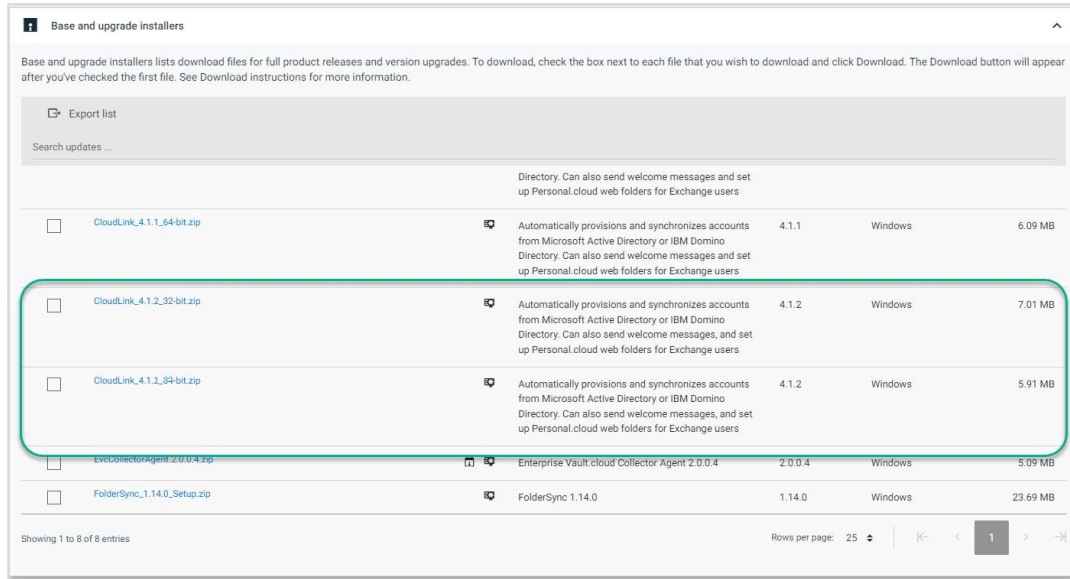 Base and upgrade installers
Base and upgrade installers lists download files for full product releases and version upgrades. To download, check the box next to each file that you wish to download and click Download. The Download button will appear
after you've checked the first file. See Download instructions for more information.
Export list
Search updates ...
Directory. Can also send welcome messages and set
up Personal.cloud web folders for Exchange users
CloudLink_4.1.1_64-bit.zip Automatically provisions and synchronizes accounts 4.1.1 Windows 6.09 MB
from Microsoft Active Directory or IBM Domino
Directory. Can also send welcome messages and set
up Personal.cloud web folders for Exchange users
CloudLink_4.1.2_32-bit.zip Automatically provisions and synchronizes accounts 4.1.2 Windows 7.01 MB
from Microsoft Active Directory or IBM Domino
Directory. Can also send welcome messages, and set
up Personal.cloud web folders for Exchange users
Automatically provisions and synchronizes accounts 4.1.2 Windows 5.91 MB
from Microsoft Active Directory or IBM Domino
Directory. Can also send welcome messages, and set
up Personal.cloud web folders for Exchange users
EvcCollectorAgent.2.0.0.4.zip Enterprise Vault.cloud Collector Agent 2.0.0.4 2.0.0.4 Windows 5.09 MB
FolderSync_1.14.0_Setup.zip FolderSync 1.14.0 1.14.0 Windows 23.69 MB
Showing 1 to 8 of 8 entries Rows per page: 25 1